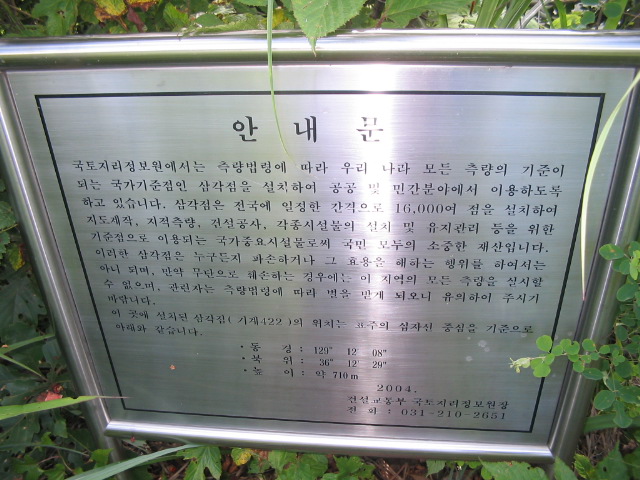 안 내 문
국토지리정보원에서는 측량법령에 따라 우리 나라 모든 측량의 기준이
되는 국가기준점인 삼각점을 설치하여 공공 및 민간분야에서 이용하도록
하고 있습니다. 삼각점은 전국에 일정한 간격으로 16,000여 점을 설치하여
지도제작, 지적측량, 건설공사, 각종시설물의 설치 및 유지관리 등을 위한
기준점으로 이용되는 국가중요시설물로써 국민 모두의 소중한 재산입니다.
이러한 삼각점은 누구든지 파손하거나 그 효용을 해하는 행위를 하여서는
아니 되며, 만약 무단으로 훼손하는 경우에는 이 지역의 모든 측량을 실시할
수 없으며, 관련자는 측량법령에 따라 벌을 받게 되오니 유의하여 주시기
바랍니다.
이 곳에 설치된 삼각점( 기계422 )의 위치는 표주의 십자선 중심을 기준으로
아래와 같습니다.
· 동 경 : 129° 12' 08"
· 북 위 : 36° 12' 29"
· 높 이 : 약 710 m
2004.
건설교통부 국토지리정보원장
전 화 : 031-210-2651